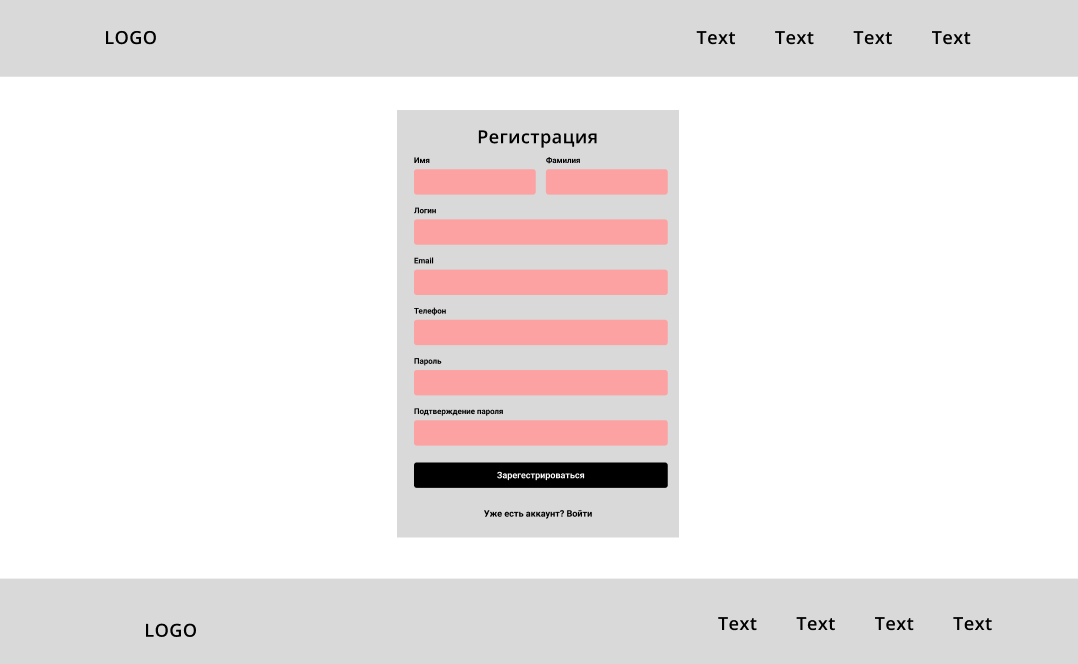 LOGO Text Text Text Text
Регистрация
Имя Фамилия
Логин
Email
Телефон
Пароль
Подтверждение пароля
Зарегестрироваться
Уже есть аккаунт? Войти
LOGO Text Text Text Text